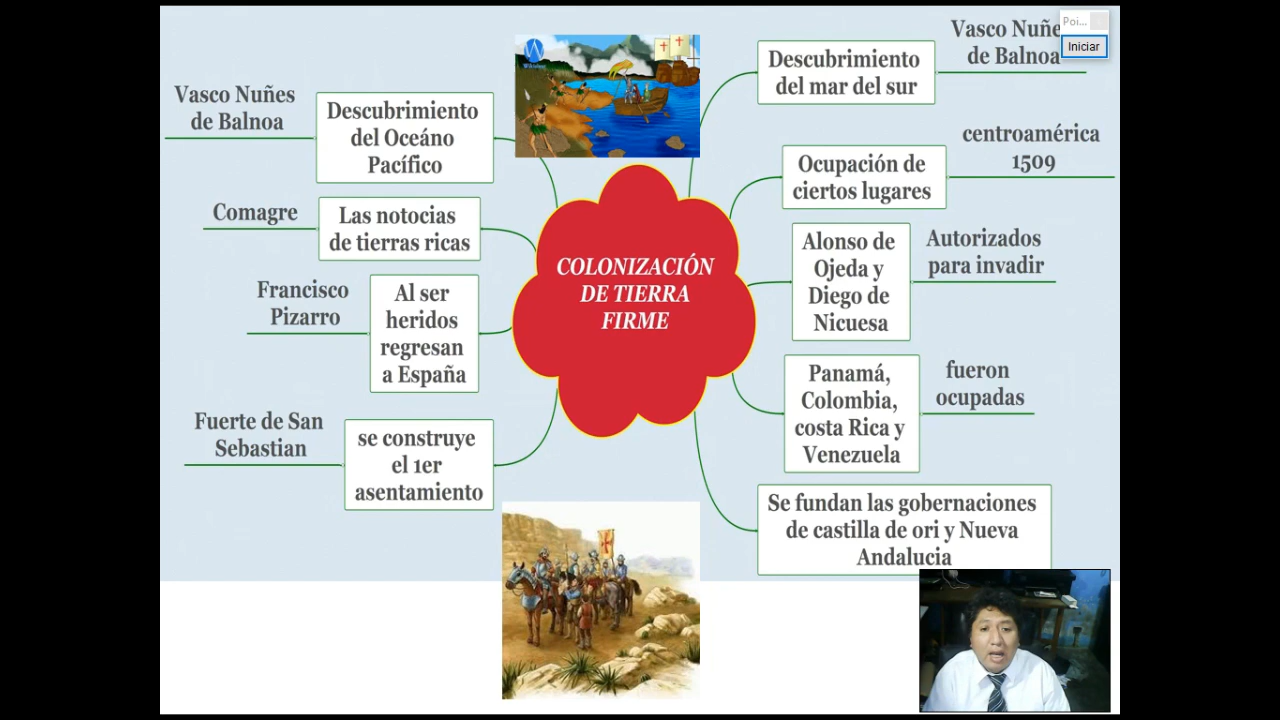 Vasco Nuñes
de Balnoa
Descubrimiento
del Oceáno
Pacífico
Comagre
Las notocias
de tierras ricas
Francisco
Pizarro
Al ser
heridos
regresan
a España
Fuerte de San
Sebastian
se construye
el 1er
asentamiento
COLONIZACIÓN
DE TIERRA
FIRME
Descubrimiento
del mar del sur
Vasco Nuñe
de Balnoa
Poi...
Iniciar
Ocupación de
ciertos lugares
centroamérica
1509
Alonso de
Ojeda y
Diego de
Nicuesa
Autorizados
para invadir
Panamá,
Colombia,
costa Rica y
Venezuela
fueron
ocupadas
Se fundan las gobernaciones
de castilla de ori y Nueva
Andalucia